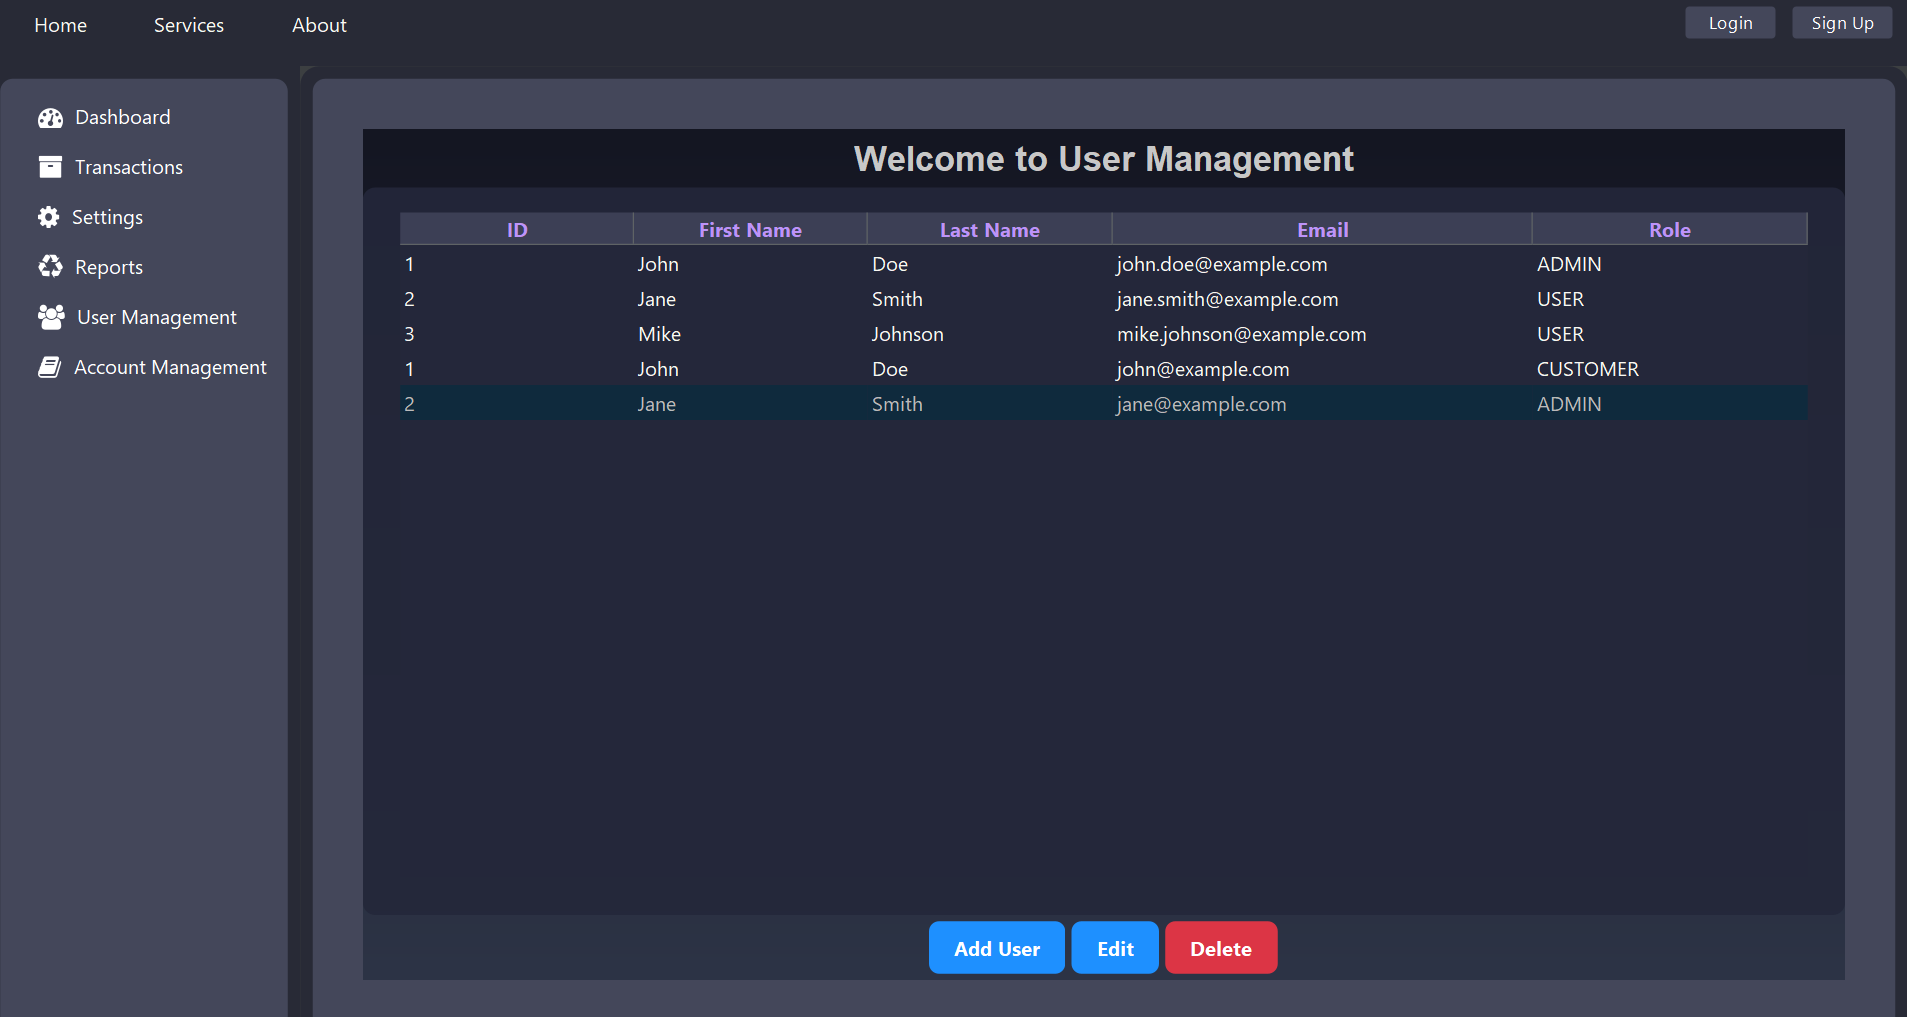 Home Services About Login Sign Up
Dashboard
Transactions
Settings
Reports
User Management
Account Management
Welcome to User Management
ID First Name Last Name Email Role
1 John Doe john.doe@example.com ADMIN
2 Jane Smith jane.smith@example.com USER
3 Mike Johnson mike.johnson@example.com USER
1 John Doe john@example.com CUSTOMER
2 Jane Smith jane@example.com ADMIN
Add User Edit Delete